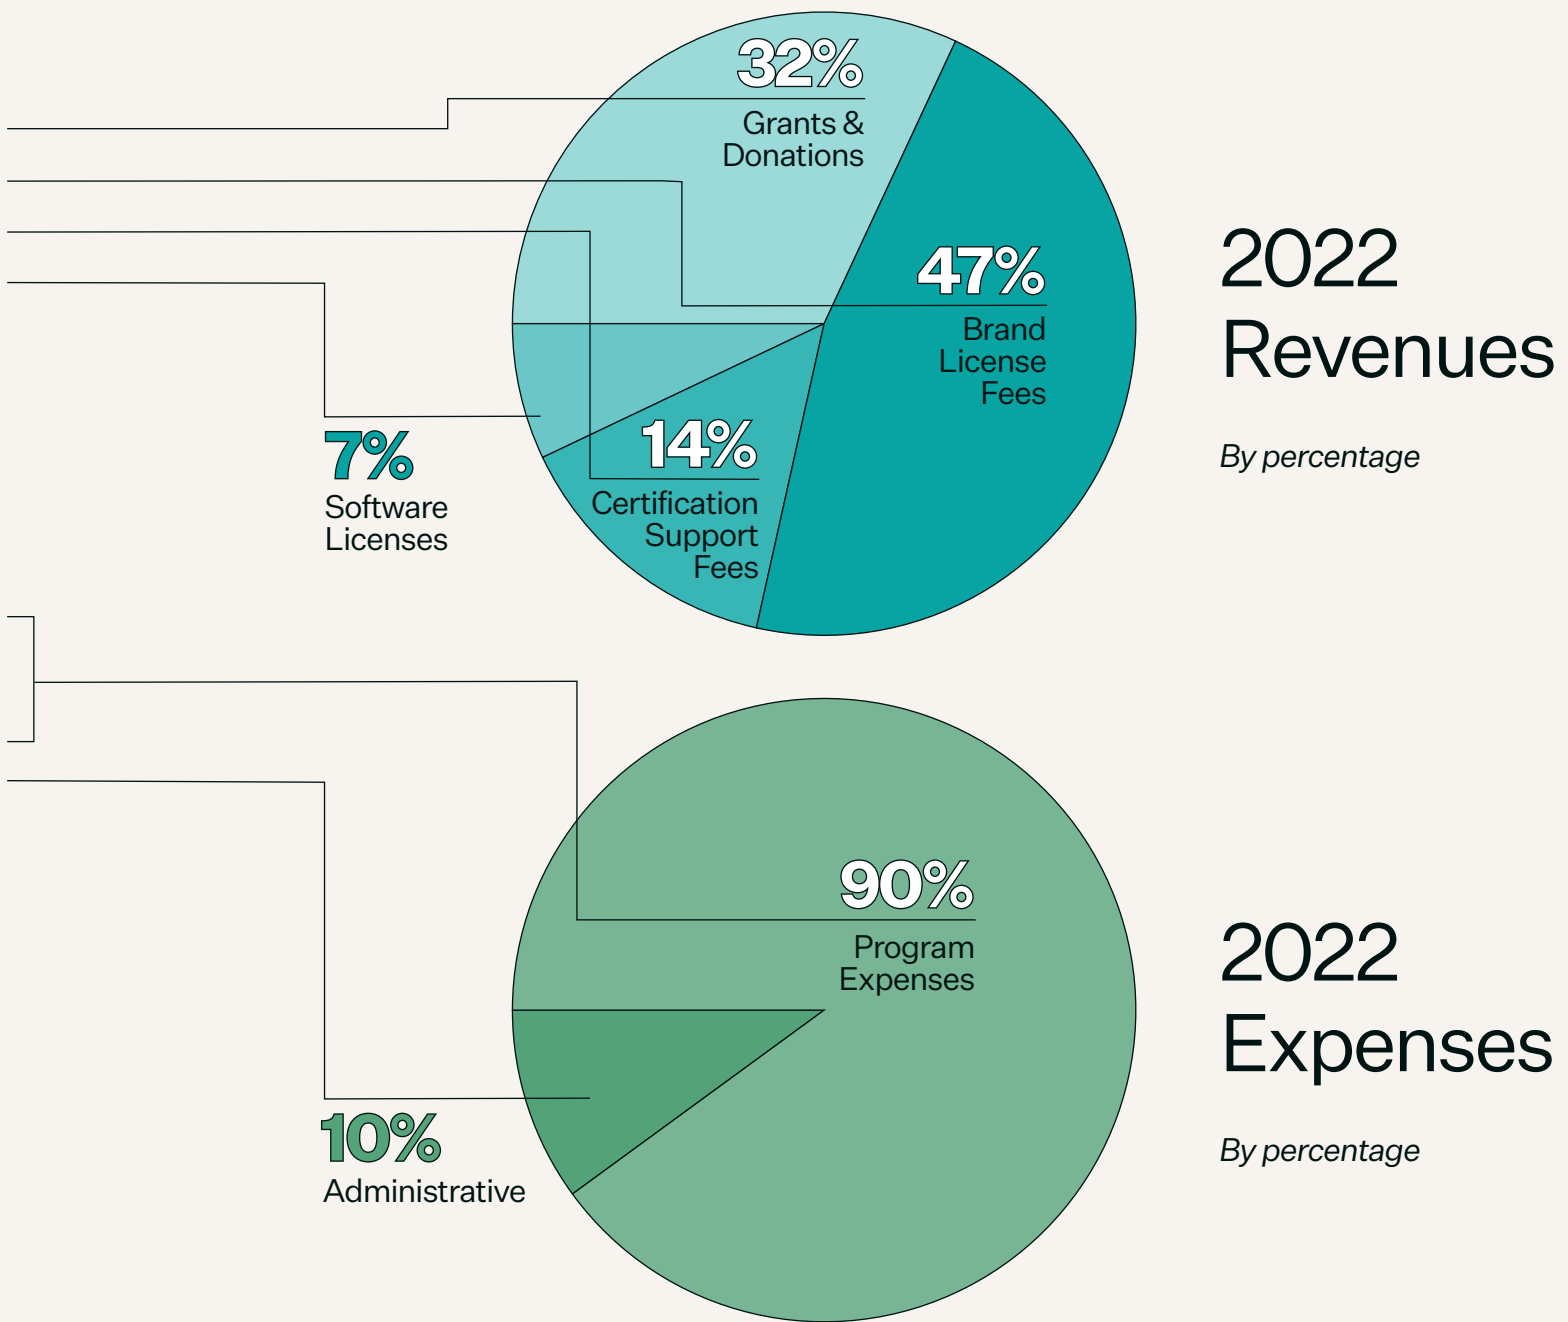 32%
Grants &
Donations
47%
Brand
License
Fees
14%
Certification
Support
Fees
7%
Software
Licenses
2022
Revenues
By percentage
90%
Program
Expenses
10%
Administrative
2022
Expenses
By percentage